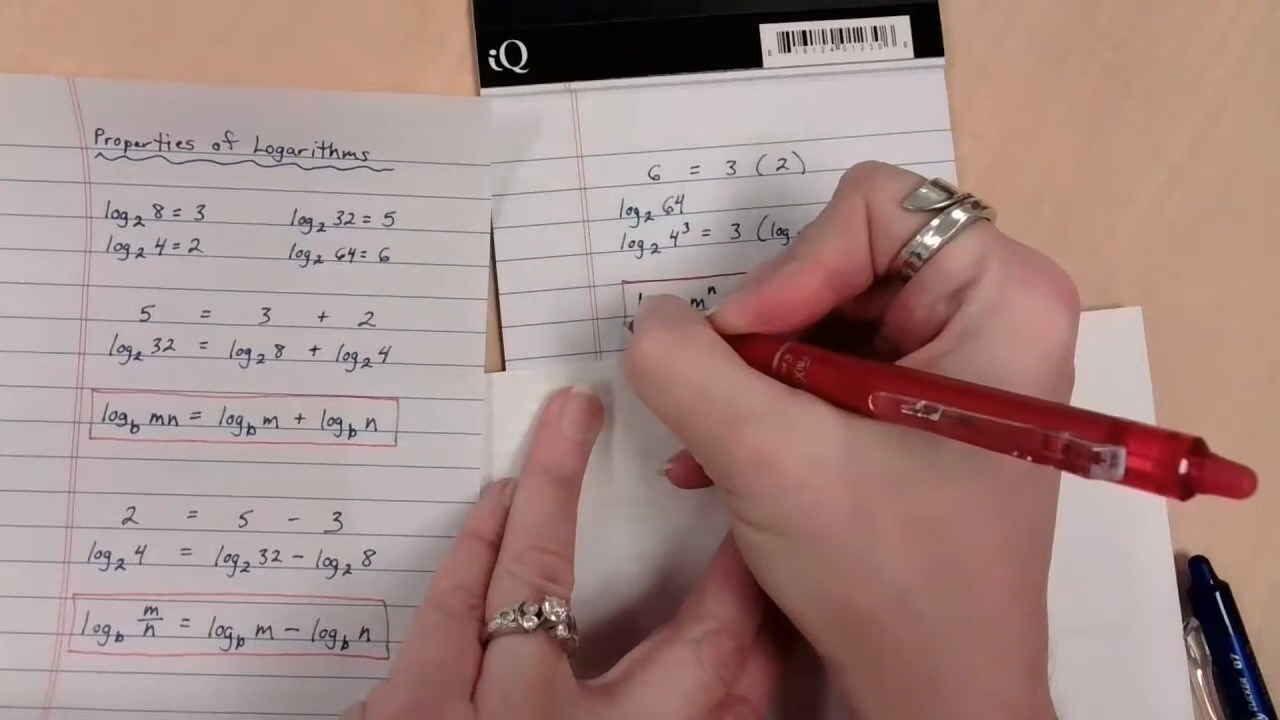 iQ
Properties of Logarithms
log₂ 8 = 3 log₂ 32 = 5
log₂ 4 = 2 log₂ 64 = 6
5 = 3 + 2
log₂ 32 = log₂ 8 + log₂ 4
log_b mn = log_b m + log_b n
2 = 5 - 3
log₂ 4 = log₂ 32 - log₂ 8
log_b m/n = log_b m - log_b n
6 = 3 (2)
log₂ 64
log₂ 4³ = 3 (log
mⁿ